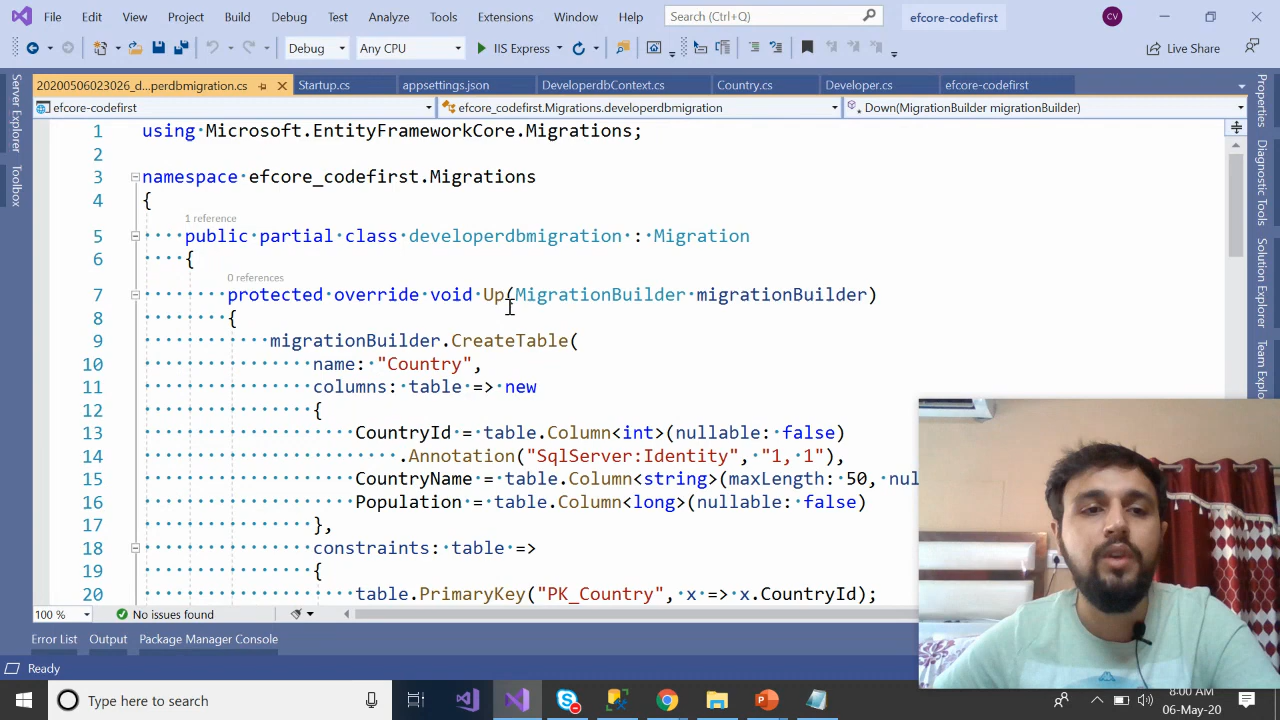 File Edit View Project Build Debug Test Analyze Tools Extensions Window Help Search (Ctrl+Q) efcore-codefirst CV
Debug Any CPU IIS Express Live Share
20200506023026_d...perdbmigration.cs Startup.cs appsettings.json DeveloperdbContext.cs Country.cs Developer.cs efcore-codefirst
efcore-codefirst efcore_codefirst.Migrations.developerdbmigration Down(MigrationBuilder migrationBuilder)
Server Explorer
Toolbox
1 using Microsoft.EntityFrameworkCore.Migrations;
2
3 namespace efcore_codefirst.Migrations
4 {
1 reference
5 public partial class developerdbmigration : Migration
6 {
0 references
7 protected override void Up(MigrationBuilder migrationBuilder)
8 {
9 migrationBuilder.CreateTable(
10 name: "Country",
11 columns: table => new
12 {
13 CountryId = table.Column<int>(nullable: false)
14 .Annotation("SqlServer:Identity", "1, 1"),
15 CountryName = table.Column<string>(maxLength: 50, nul
16 Population = table.Column<long>(nullable: false)
17 },
18 constraints: table =>
19 {
20 table.PrimaryKey("PK_Country", x => x.CountryId);
Properties
Diagnostic Tools
Solution Explorer
Team Explo
100 % No issues found
Error List Output Package Manager Console
Ready
Type here to search
8:00 AM
06-May-20